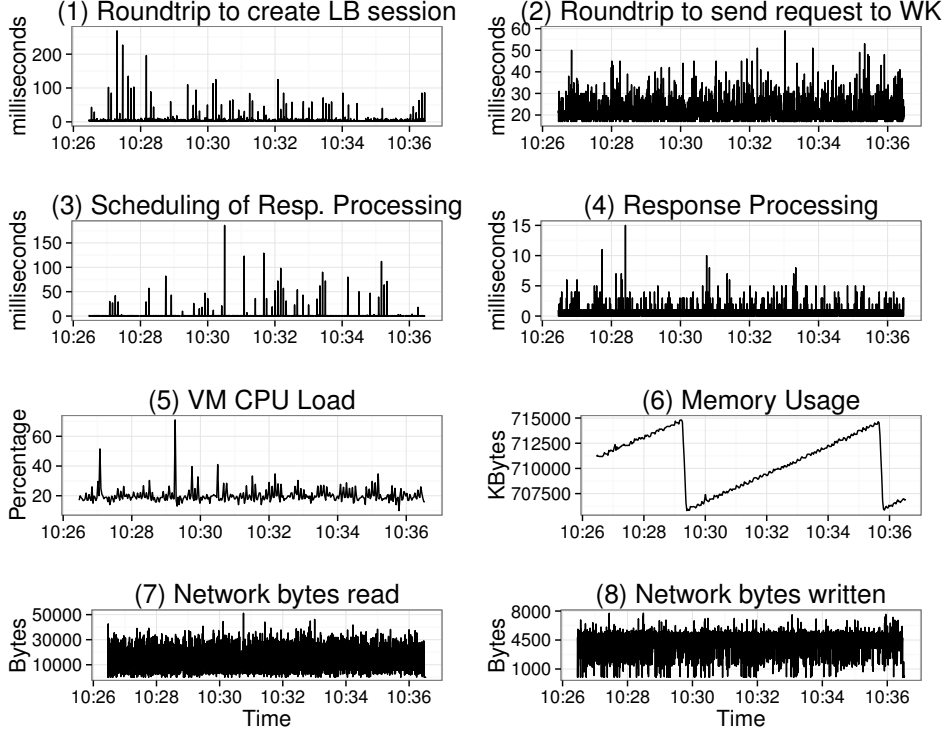 (1) Roundtrip to create LB session
milliseconds
200
100
0
10:26 10:28 10:30 10:32 10:34 10:36
(2) Roundtrip to send request to WK
milliseconds
60
50
40
30
20
10:26 10:28 10:30 10:32 10:34 10:36
(3) Scheduling of Resp. Processing
milliseconds
150
100
50
0
10:26 10:28 10:30 10:32 10:34 10:36
(4) Response Processing
milliseconds
15
10
5
0
10:26 10:28 10:30 10:32 10:34 10:36
(5) VM CPU Load
Percentage
60
40
20
10:26 10:28 10:30 10:32 10:34 10:36
(6) Memory Usage
KBytes
715000
712500
710000
707500
10:26 10:28 10:30 10:32 10:34 10:36
(7) Network bytes read
Bytes
50000
30000
10000
10:26 10:28 10:30 10:32 10:34 10:36
Time
(8) Network bytes written
Bytes
8000
4500
1000
10:26 10:28 10:30 10:32 10:34 10:36
Time